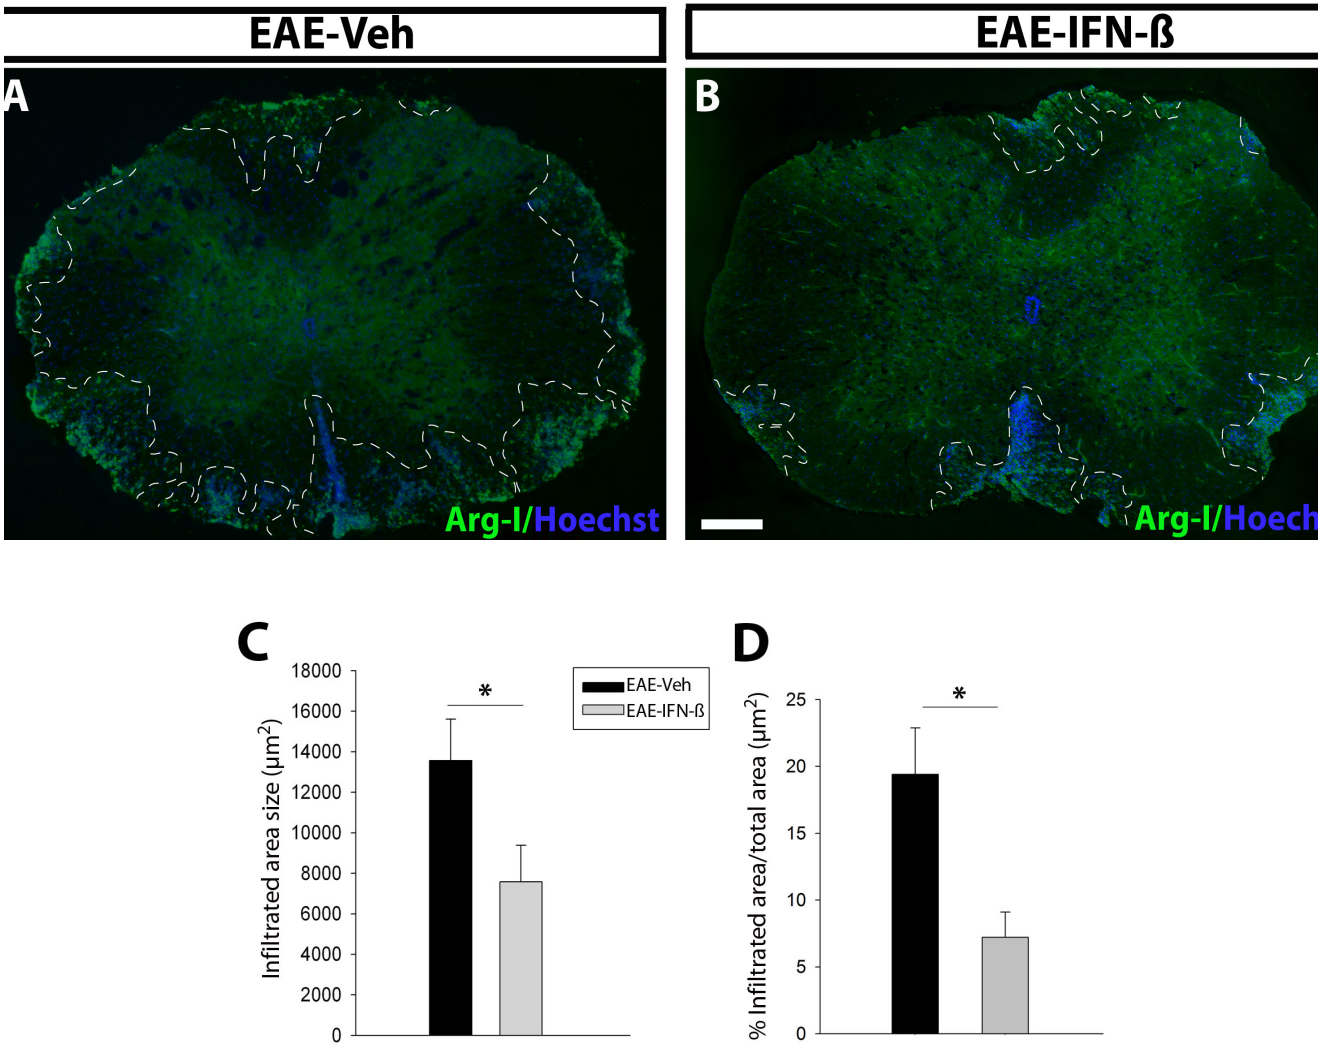 EAE-Veh
EAE-IFN-ß
A
B
Arg-I/Hoechst
Arg-I/Hoech
C
D
18000
16000
14000
12000
10000
8000
6000
4000
2000
0
Infiltrated area size (µm²)
*
EAE-Veh
EAE-IFN-ß
25
20
15
10
5
0
% Infiltrated area/total area (µm²)
*